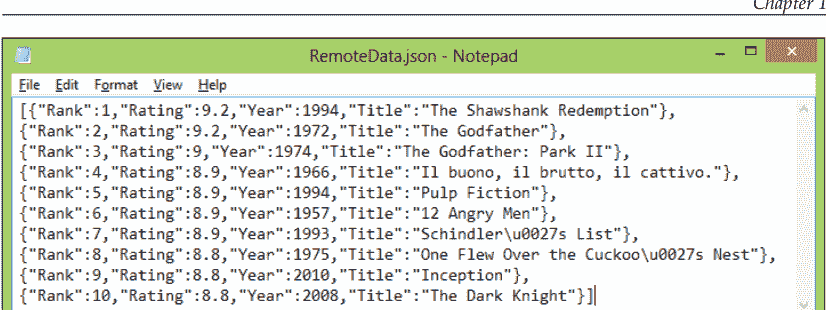 Chapter 1
RemoteData.json - Notepad
File Edit Format View Help
[{"Rank":1,"Rating":9.2,"Year":1994,"Title":"The Shawshank Redemption"},
{"Rank":2,"Rating":9.2,"Year":1972,"Title":"The Godfather"},
{"Rank":3,"Rating":9,"Year":1974,"Title":"The Godfather: Park II"},
{"Rank":4,"Rating":8.9,"Year":1966,"Title":"Il buono, il brutto, il cattivo."},
{"Rank":5,"Rating":8.9,"Year":1994,"Title":"Pulp Fiction"},
{"Rank":6,"Rating":8.9,"Year":1957,"Title":"12 Angry Men"},
{"Rank":7,"Rating":8.9,"Year":1993,"Title":"Schindler\u0027s List"},
{"Rank":8,"Rating":8.8,"Year":1975,"Title":"One Flew Over the Cuckoo\u0027s Nest"},
{"Rank":9,"Rating":8.8,"Year":2010,"Title":"Inception"},
{"Rank":10,"Rating":8.8,"Year":2008,"Title":"The Dark Knight"}]